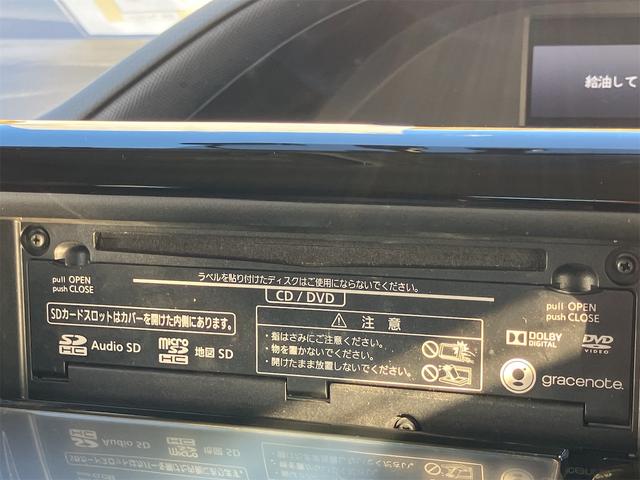 給油して
ラベルを貼り付けたディスクはご使用にならないでください。
pull OPEN
push CLOSE
CD / DVD
pull OPEN
push CLOSE
SDカードスロットはカバーを開けた内側にあります。
注 意
・指はさみにご注意ください。
・物を置かないでください。
・開けたまま放置しないでください。
SD HC Audio SD
micro SD HC 地図 SD
DOLBY DIGITAL
DVD VIDEO
gracenote.